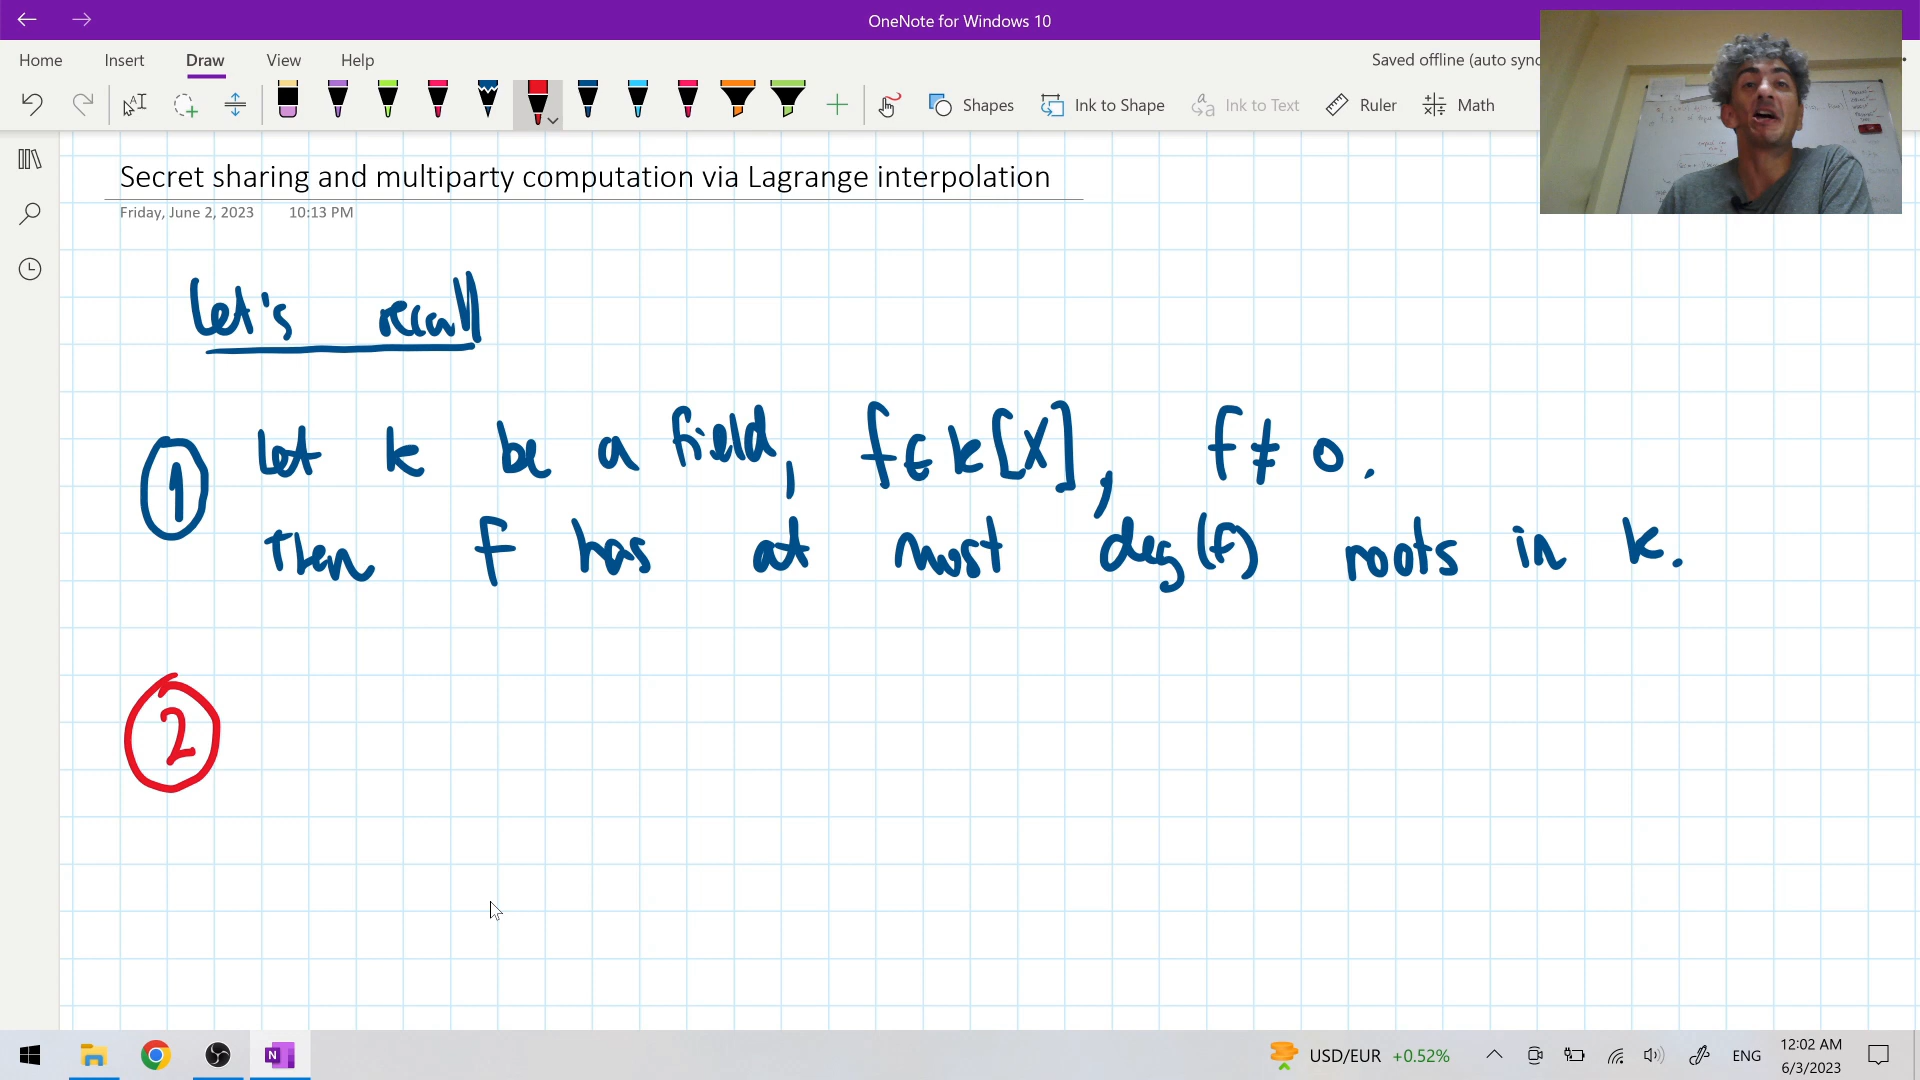 OneNote for Windows 10
Home Insert Draw View Help
Saved offline (auto sync
Shapes Ink to Shape Ink to Text Ruler Math
Secret sharing and multiparty computation via Lagrange interpolation
Friday, June 2, 2023 10:13 PM
Let's recall
1 Let k be a field, f∈k[X], f≠0.
Then f has at most deg(f) roots in k.
2
USD/EUR +0.52% ENG 12:02 AM
6/3/2023